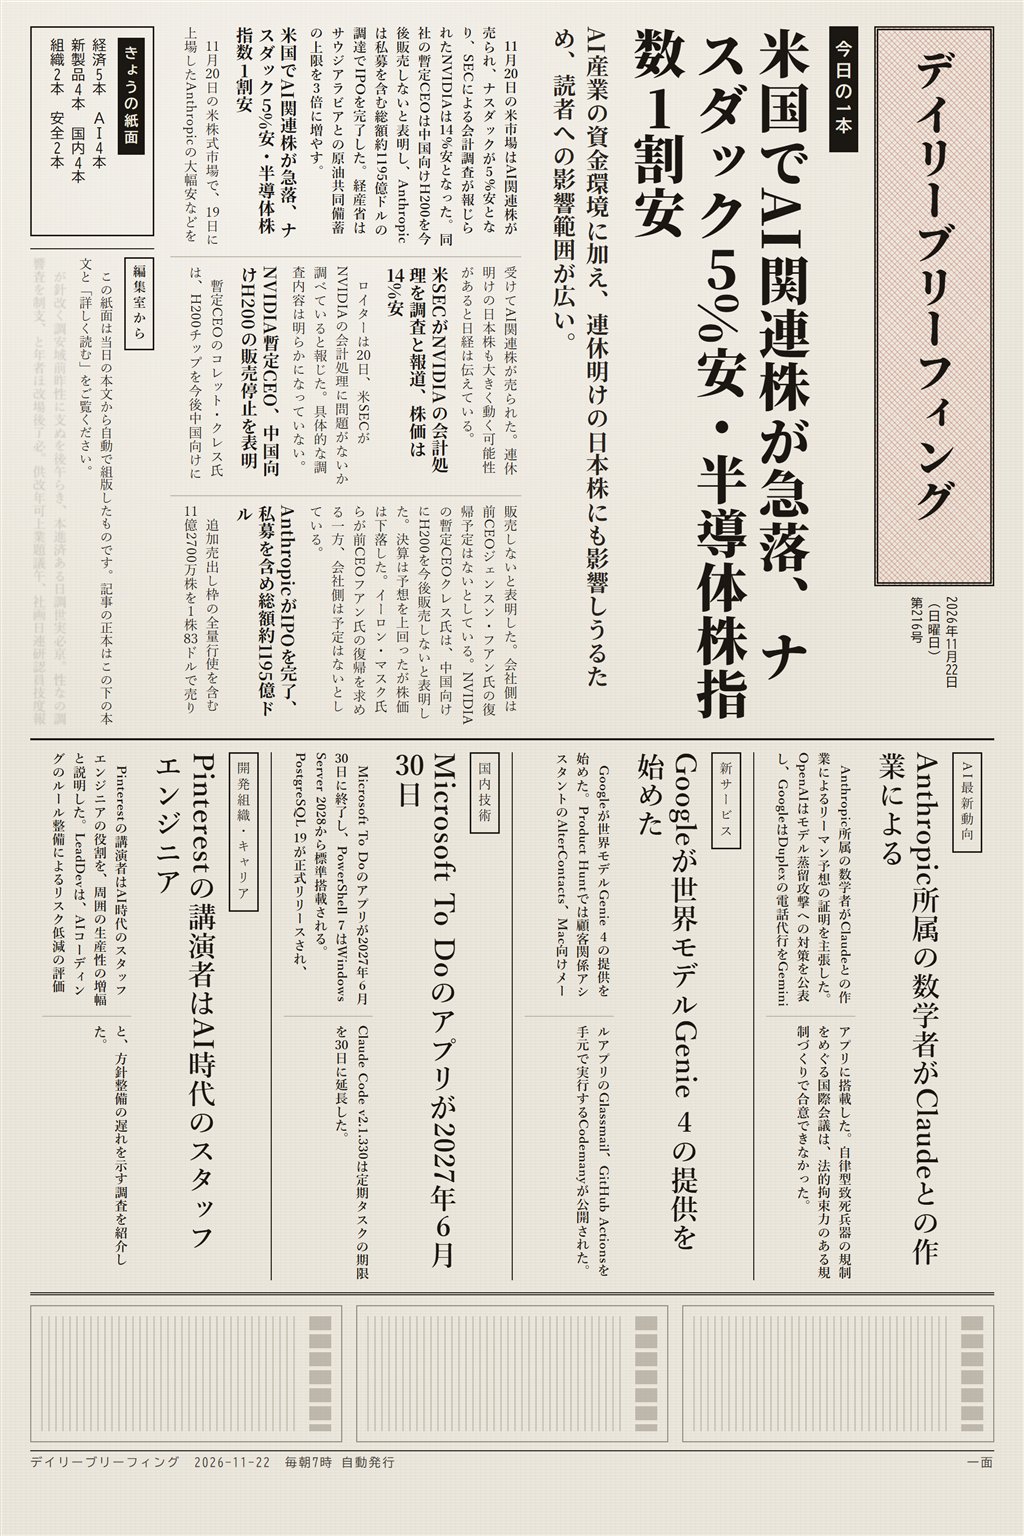 デイリーブリーフィング
2026年11月22日
（日曜日）
第216号
今日の1本
米国でAI関連株が急落、ナ
スダック5%安・半導体株指
数1割安
AI産業の資金環境に加え、連休明けの日本株にも影響しうるた
め、読者への影響範囲が広い。
11月20日の米市場はAI関連株が
売られ、ナスダックが5%安とな
り、SECによる会計調査が報じら
れたNVIDIAは14%安となった。同
社の暫定CEOは中国向けH200を今
後販売しないと表明し、Anthropic
は私募を含む総額約1195億ドルの
調達でIPOを完了した。経産省は
サウジアラビアとの原油共同備蓄
の上限を3倍に増やす。
米国でAI関連株が急落、ナ
スダック5%安・半導体株
指数1割安
11月20日の米株式市場で、19日に
上場したAnthropicの大幅安などを
受けてAI関連株が売られた。連休
明けの日本株も大きく動く可能性
があると日経は伝えている。
米SECがNVIDIAの会計処
理を調査と報道、株価は
14%安
ロイターは20日、米SECが
NVIDIAの会計処理に問題がないか
調べていると報じた。具体的な調
査内容は明らかになっていない。
NVIDIA暫定CEO、中国向
けH200の販売停止を表明
暫定CEOのコレット・クレス氏
は、H200チップを今後中国向けに
販売しないと表明した。会社側は
前CEOジェンスン・フアン氏の復
帰予定はないとしている。NVIDIA
の暫定CEOクレス氏は、中国向け
にH200を今後販売しないと表明し
た。決算は予想を上回ったが株価
は下落した。イーロン・マスク氏
らが前CEOフアン氏の復帰を求め
る一方、会社側は予定はないとし
ている。
AnthropicがIPOを完了、
私募を含め総額約1195億ド
ル
追加売出し枠の全量行使を含む
11億2700万株を1株83ドルで売り
きょうの紙面
経済5本　AI4本
新製品4本　国内4本
組織2本　安全2本
編集室から
この紙面は当日の本文から自動で組版したものです。記事の正本はこの下の本
文と「詳しく読む」をご覧ください。
AI最新動向
Anthropic所属の数学者がClaudeとの作
業による
Anthropic所属の数学者がClaudeとの作
業によるリーマン予想の証明を主張した。
OpenAIはモデル蒸留攻撃への対策を公表
し、GoogleはDuplexの電話代行をGemini
アプリに搭載した。自律型致死兵器の規制
をめぐる国際会議は、法的拘束力のある規
制づくりで合意できなかった。
新サービス
Googleが世界モデルGenie 4の提供を
始めた
Googleが世界モデルGenie 4の提供を
始めた。Product Huntでは顧客関係アシ
スタントのAlterContacts、Mac向けメー
ルアプリのGlassmail、GitHub Actionsを
手元で実行するCodemanyが公開された。
国内技術
Microsoft To Doのアプリが2027年6月
30日
Microsoft To Doのアプリが2027年6月
30日に終了し、PowerShell 7はWindows
Server 2028から標準搭載される。
PostgreSQL 19が正式リリースされ、
Claude Code v2.1.330は定期タスクの期限
を30日に延長した。
開発組織・キャリア
Pinterestの講演者はAI時代のスタッフ
エンジニア
Pinterestの講演者はAI時代のスタッフ
エンジニアの役割を、周囲の生産性の増幅
と説明した。LeadDevは、AIコーディン
グのルール整備によるリスク低減の評価
と、方針整備の遅れを示す調査を紹介し
た。
デイリーブリーフィング　2026-11-22　毎朝7時 自動発行
一面